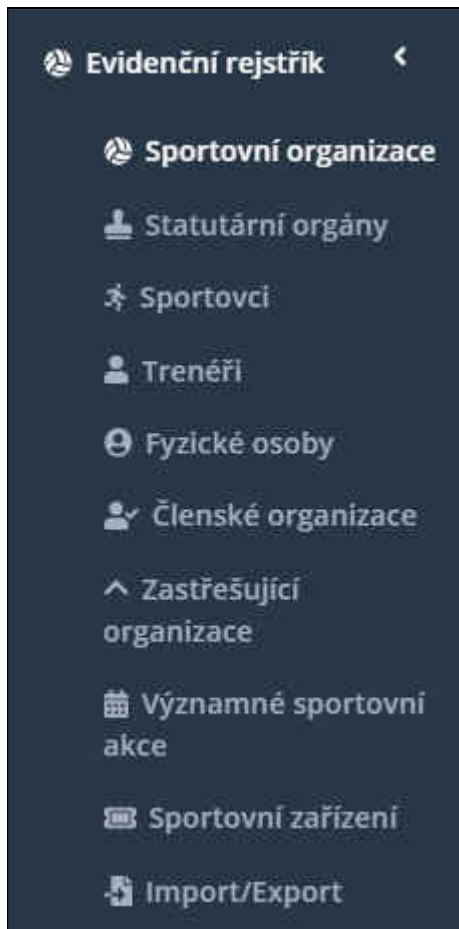 Evidenční rejstřík
Sportovní organizace
Statutární orgány
Sportovci
Trenéři
Fyzické osoby
Členské organizace
Zastřešující
organizace
Významné sportovní
akce
Sportovní zařízení
Import/Export